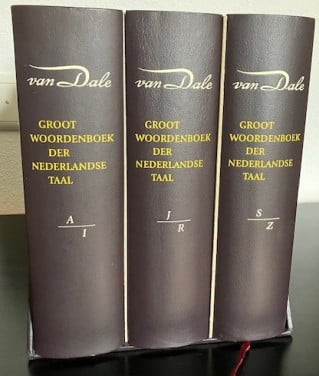 van Dale
GROOT
WOORDENBOEK
DER
NEDERLANDSE
TAAL
A
I
van Dale
GROOT
WOORDENBOEK
DER
NEDERLANDSE
TAAL
J
R
van Dale
GROOT
WOORDENBOEK
DER
NEDERLANDSE
TAAL
S
Z